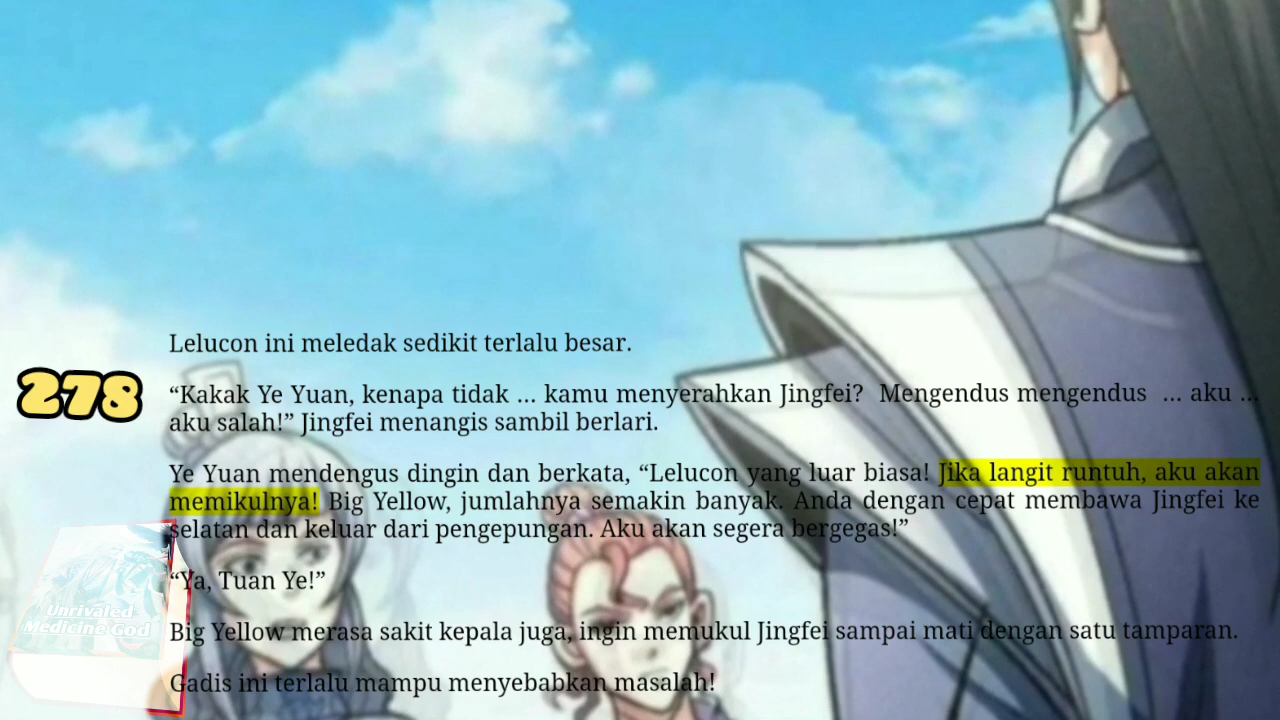 Lelucon ini meledak sedikit terlalu besar.
278
“Kakak Ye Yuan, kenapa tidak … kamu menyerahkan Jingfei?  Mengendus mengendus  … aku …
aku salah!” Jingfei menangis sambil berlari.
Ye Yuan mendengus dingin dan berkata, “Lelucon yang luar biasa! Jika langit runtuh, aku akan
memikulnya! Big Yellow, jumlahnya semakin banyak. Anda dengan cepat membawa Jingfei ke
selatan dan keluar dari pengepungan. Aku akan segera bergegas!”
“Ya, Tuan Ye!”
Unrivaled
Medicine God
Big Yellow merasa sakit kepala juga, ingin memukul Jingfei sampai mati dengan satu tamparan.
Gadis ini terlalu mampu menyebabkan masalah!